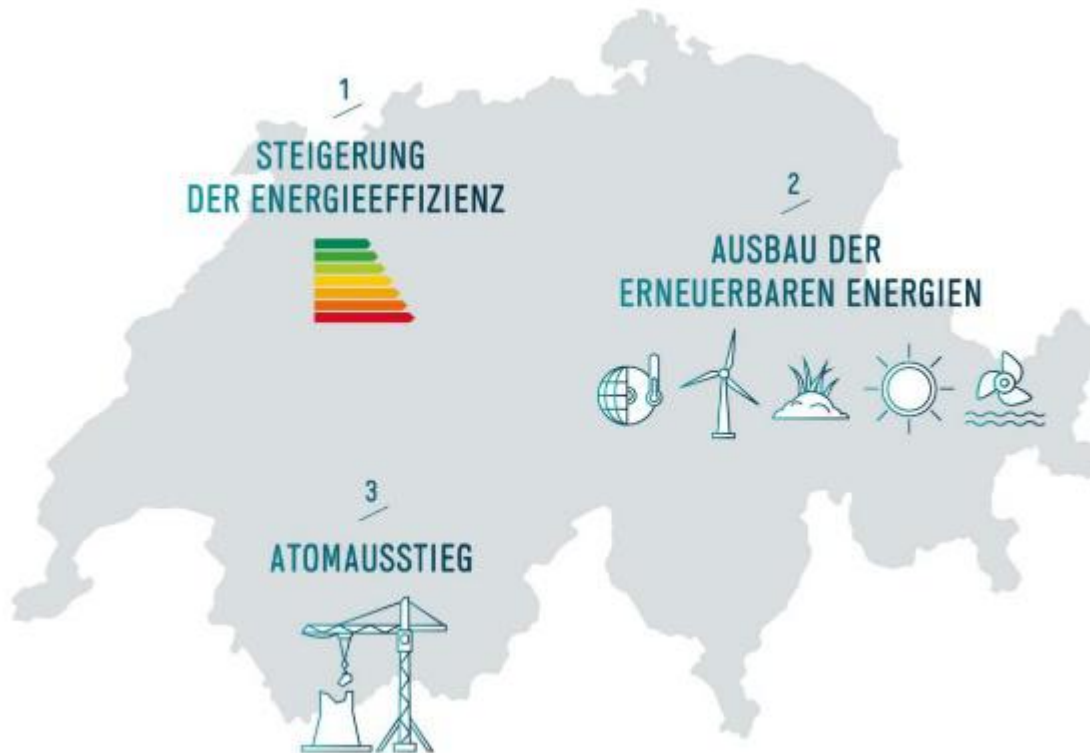 1
STEIGERUNG
DER ENERGIEEFFIZIENZ
2
AUSBAU DER
ERNEUERBAREN ENERGIEN
3
ATOMAUSSTIEG